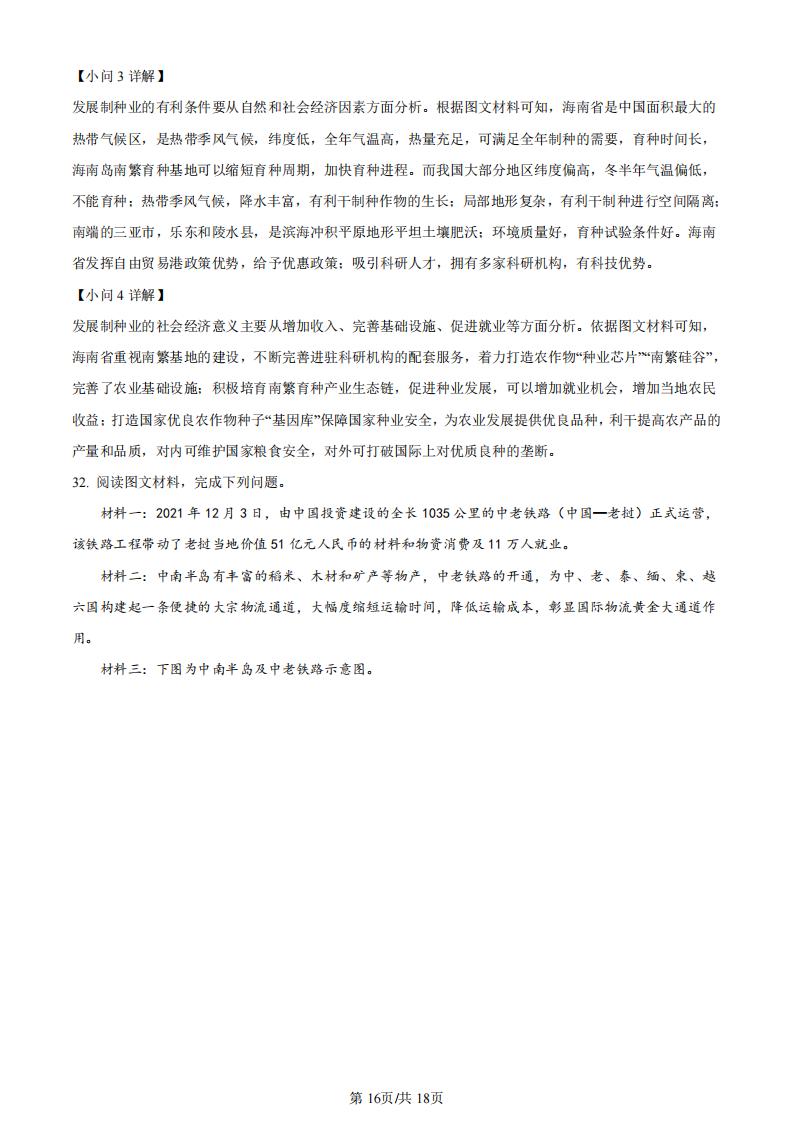 【小问 3 详解】
发展制种业的有利条件要从自然和社会经济因素方面分析。根据图文材料可知，海南省是中国面积最大的
热带气候区，是热带季风气候，纬度低，全年气温高，热量充足，可满足全年制种的需要，育种时间长，
海南岛南繁育种基地可以缩短育种周期，加快育种进程。而我国大部分地区纬度偏高，冬半年气温偏低，
不能育种；热带季风气候，降水丰富，有利于制种作物的生长；局部地形复杂，有利于制种进行空间隔离；
南端的三亚市，乐东和陵水县，是滨海冲积平原地形平坦土壤肥沃；环境质量好，育种试验条件好。海南
省发挥自由贸易港政策优势，给予优惠政策；吸引科研人才，拥有多家科研机构，有科技优势。
【小问 4 详解】
发展制种业的社会经济意义主要从增加收入、完善基础设施、促进就业等方面分析。依据图文材料可知，
海南省重视南繁基地的建设，不断完善进驻科研机构的配套服务，着力打造农作物“种业芯片”“南繁硅谷”，
完善了农业基础设施；积极培育南繁育种产业生态链，促进种业发展，可以增加就业机会，增加当地农民
收益；打造国家优良农作物种子“基因库”保障国家种业安全，为农业发展提供优良品种，利于提高农产品的
产量和品质，对内可维护国家粮食安全，对外可打破国际上对优质良种的垄断。
32. 阅读图文材料，完成下列问题。
材料一：2021 年 12 月 3 日，由中国投资建设的全长 1035 公里的中老铁路（中国—老挝）正式运营，
该铁路工程带动了老挝当地价值 51 亿元人民币的材料和物资消费及 11 万人就业。
材料二：中南半岛有丰富的稻米、木材和矿产等物产，中老铁路的开通，为中、老、泰、缅、柬、越
六国构建起一条便捷的大宗物流通道，大幅度缩短运输时间，降低运输成本，彰显国际物流黄金大通道作
用。
材料三：下图为中南半岛及中老铁路示意图。
第 16页/共 18页